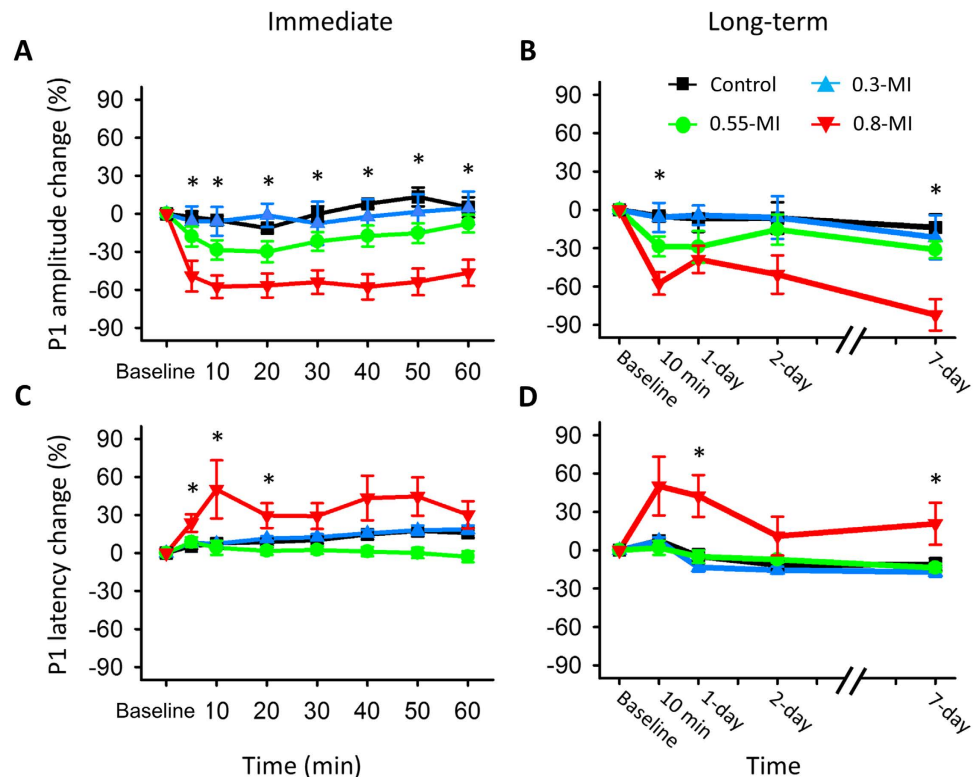 Immediate
Long-term
A
P1 amplitude change (%)
90
60
30
0
-30
-60
-90
* * * * * * *
Baseline 10 20 30 40 50 60
B
Control
0.3-MI
0.55-MI
0.8-MI
90
60
30
0
-30
-60
-90
* *
Baseline
10 min
1-day
2-day
7-day
C
P1 latency change (%)
90
60
30
0
-30
-60
-90
* * *
Baseline 10 20 30 40 50 60
Time (min)
D
90
60
30
0
-30
-60
-90
* *
Baseline
10 min
1-day
2-day
7-day
Time